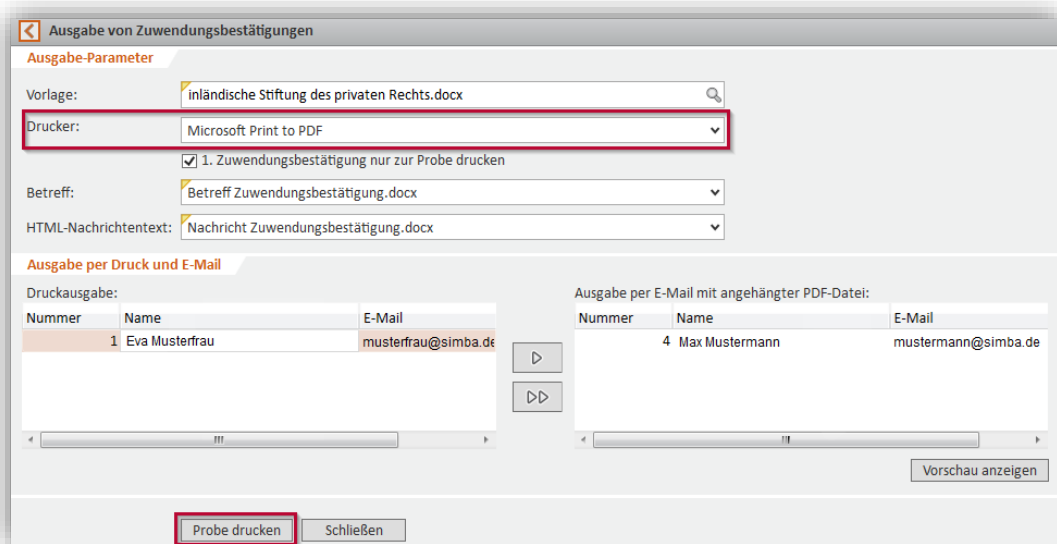 Ausgabe von Zuwendungsbestätigungen
Ausgabe-Parameter
Vorlage: inländische Stiftung des privaten Rechts.docx
Drucker: Microsoft Print to PDF
1. Zuwendungsbestätigung nur zur Probe drucken
Betreff: Betreff Zuwendungsbestätigung.docx
HTML-Nachrichtentext: Nachricht Zuwendungsbestätigung.docx
Ausgabe per Druck und E-Mail
Druckausgabe:
Nummer Name E-Mail
1 Eva Musterfrau musterfrau@simba.de
Ausgabe per E-Mail mit angehängter PDF-Datei:
Nummer Name E-Mail
4 Max Mustermann mustermann@simba.de
Vorschau anzeigen
Probe drucken Schließen